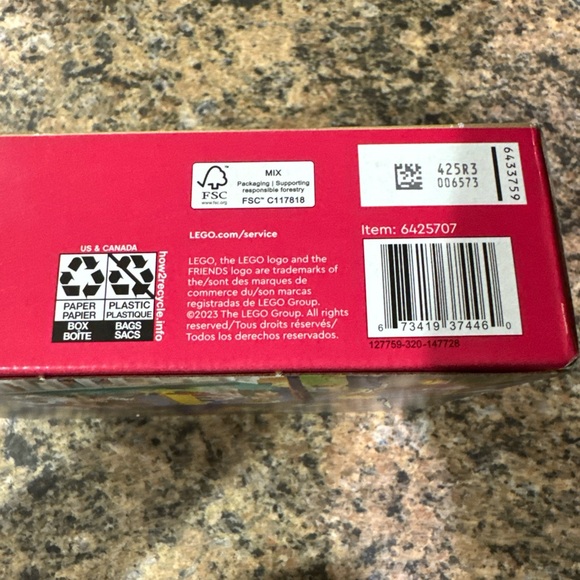 MIX
Packaging | Supporting
responsible forestry
FSC™ C117818
FSC
www.fsc.org
425R3
006573
6433759
LEGO.com/service
Item: 6425707
US & CANADA
PAPER
PAPIER
BOX
BOÎTE
PLASTIC
PLASTIQUE
BAGS
SACS
how2recycle.info
LEGO, the LEGO logo and the
FRIENDS logo are trademarks of
the/sont des marques de
commerce du/son marcas
registradas de LEGO Group.
©2023 The LEGO Group. All rights
reserved/Tous droits réservés/
Todos los derechos reservados.
6 73419 37446 0
127759-320-147728